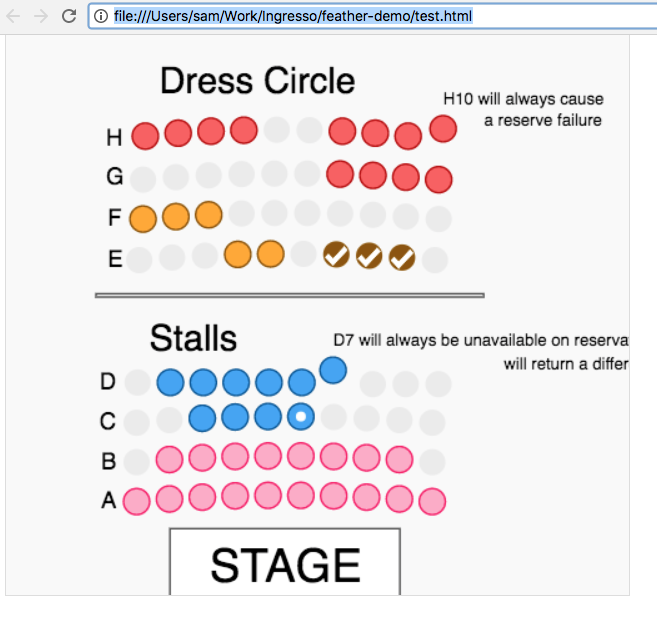 file:///Users/sam/Work/Ingresso/feather-demo/test.html
Dress Circle
H10 will always cause
a reserve failure
H
G
F
E
Stalls
D7 will always be unavailable on reserva
will return a differ
D
C
B
A
STAGE